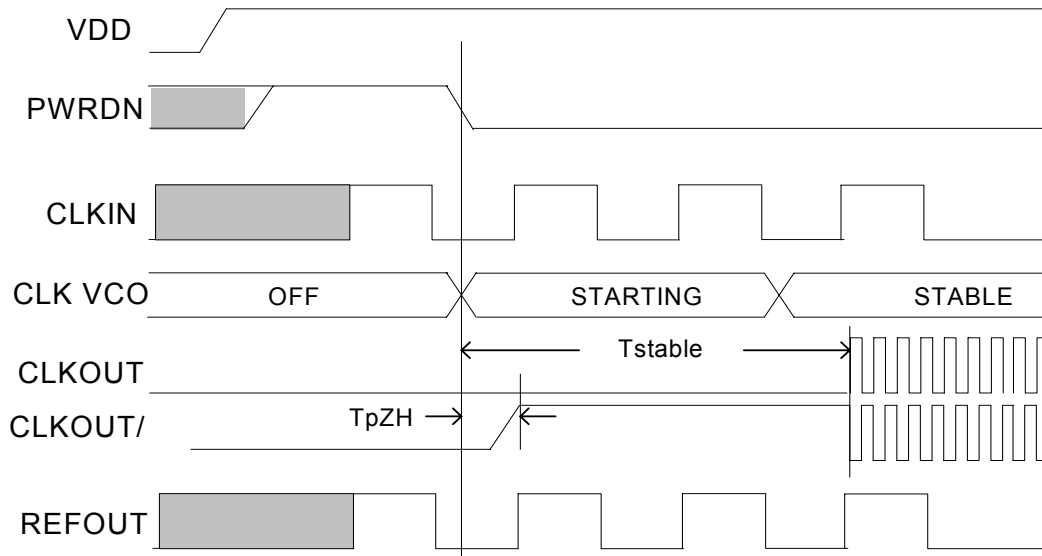 VDD
PWRDN
CLKIN
CLK VCO OFF STARTING STABLE
Tstable
CLKOUT
TpZH
CLKOUT/
REFOUT